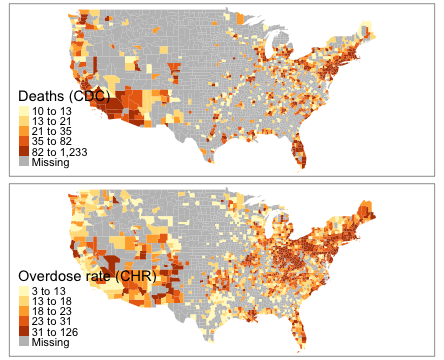 Deaths (CDC)
10 to 13
13 to 21
21 to 35
35 to 82
82 to 1,233
Missing
Overdose rate (CHR)
3 to 13
13 to 18
18 to 23
23 to 31
31 to 126
Missing